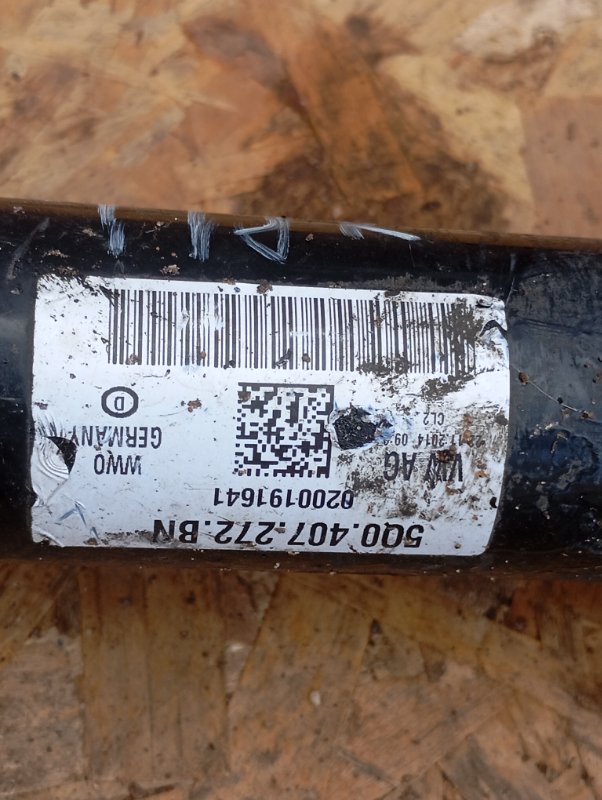 5Q0.407.272.BN
0200191641
VW AG
2014 09
CL2
WWO
GERMANY
D